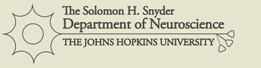 The Solomon H. Snyder
Department of Neuroscience
THE JOHNS HOPKINS UNIVERSITY